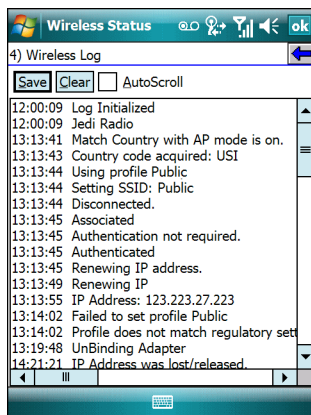 Wireless Status
ok
4) Wireless Log
Save Clear AutoScroll
12:00:09 Log Initialized
12:00:09 Jedi Radio
13:13:41 Match Country with AP mode is on.
13:13:43 Country code acquired: USI
13:13:44 Using profile Public
13:13:44 Setting SSID: Public
13:13:44 Disconnected.
13:13:45 Associated
13:13:45 Authentication not required.
13:13:45 Authenticated
13:13:45 Renewing IP address.
13:13:49 Renewing IP
13:13:55 IP Address: 123.223.27.223
13:14:02 Failed to set profile Public
13:14:02 Profile does not match regulatory sett
13:19:48 UnBinding Adapter
14:21:21 IP Address was lost/released.